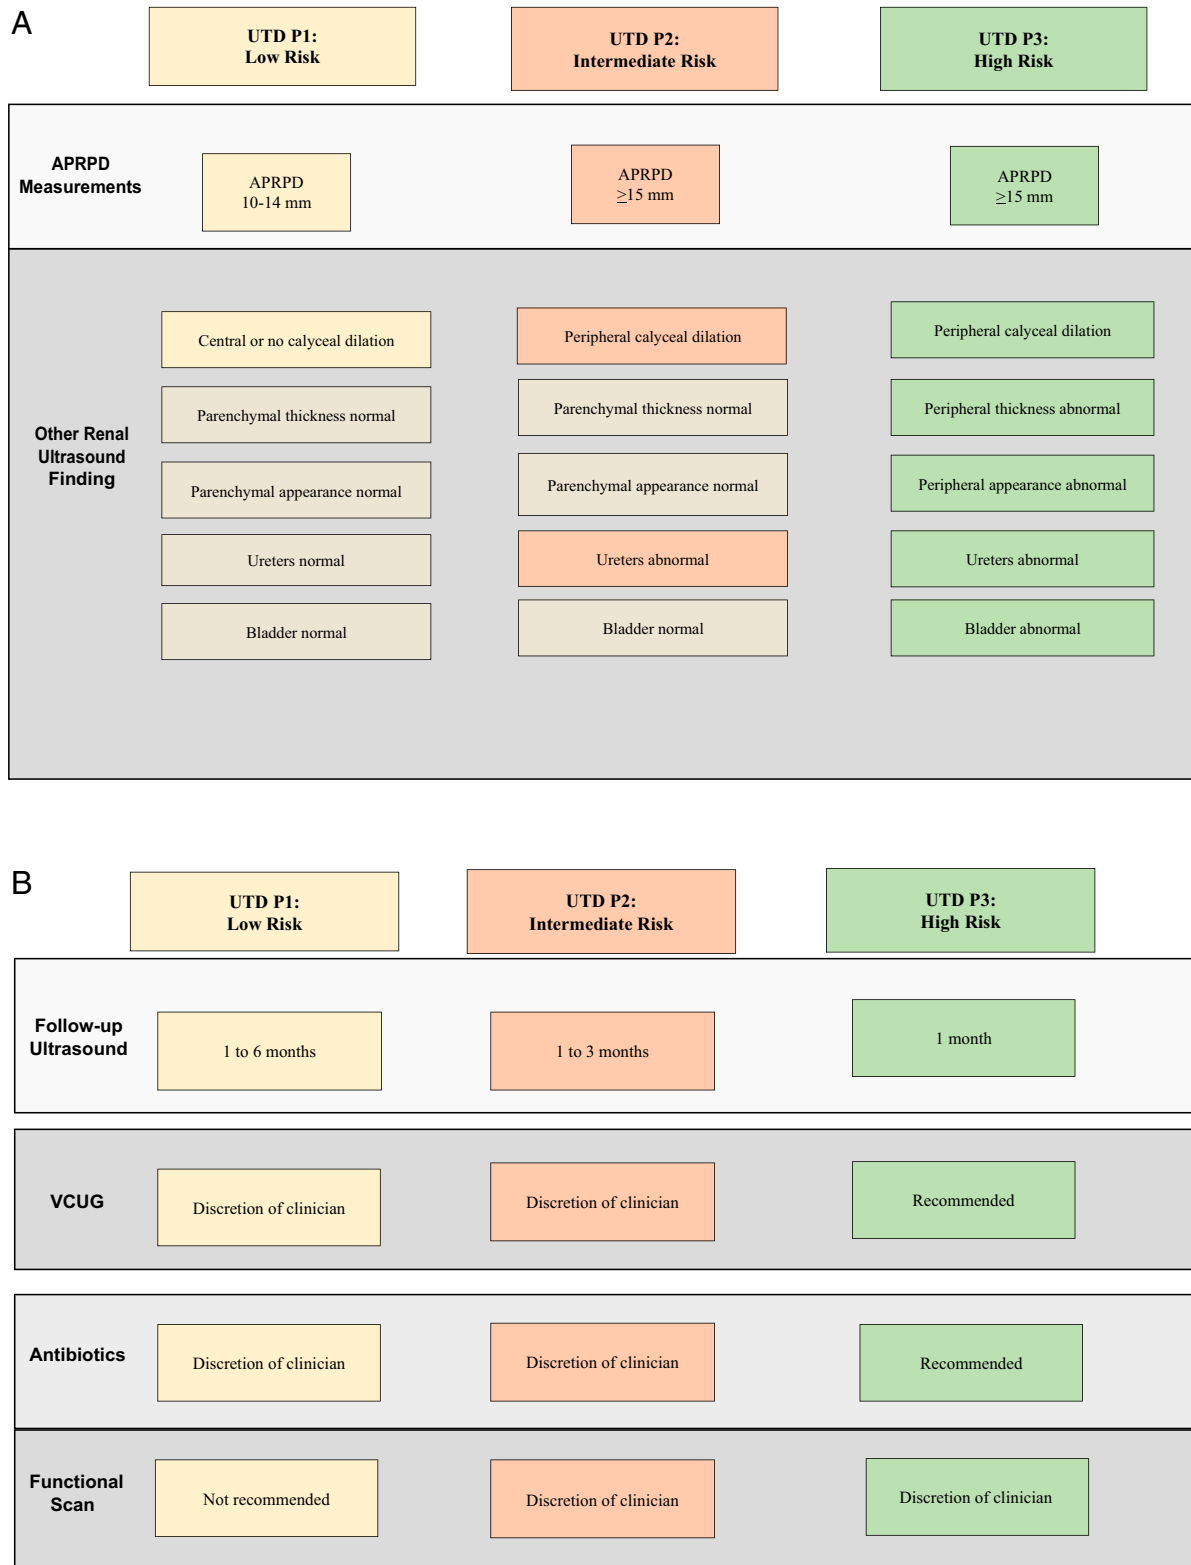 A
UTD P1:
Low Risk
UTD P2:
Intermediate Risk
UTD P3:
High Risk
APRPD
Measurements
APRPD
10-14 mm
APRPD
≥15 mm
APRPD
≥15 mm
Other Renal
Ultrasound
Finding
Central or no calyceal dilation
Peripheral calyceal dilation
Peripheral calyceal dilation
Parenchymal thickness normal
Parenchymal thickness normal
Peripheral thickness abnormal
Parenchymal appearance normal
Parenchymal appearance normal
Peripheral appearance abnormal
Ureters normal
Ureters abnormal
Ureters abnormal
Bladder normal
Bladder normal
Bladder abnormal
B
UTD P1:
Low Risk
UTD P2:
Intermediate Risk
UTD P3:
High Risk
Follow-up
Ultrasound
1 to 6 months
1 to 3 months
1 month
VCUG
Discretion of clinician
Discretion of clinician
Recommended
Antibiotics
Discretion of clinician
Discretion of clinician
Recommended
Functional
Scan
Not recommended
Discretion of clinician
Discretion of clinician